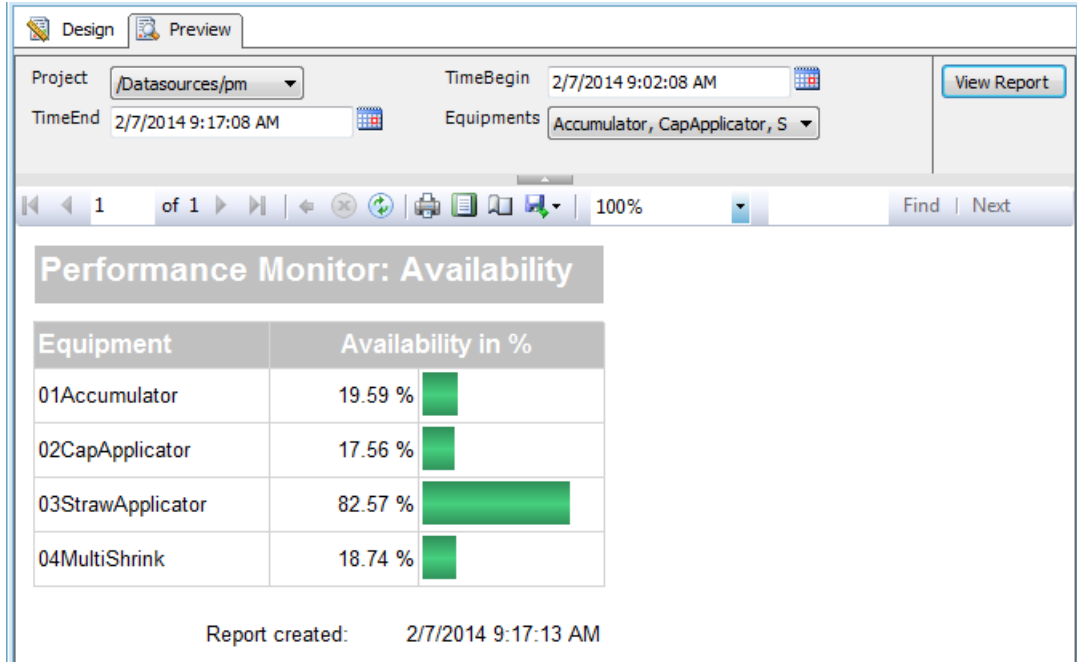 Design Preview
Project /Datasources/pm TimeBegin 2/7/2014 9:02:08 AM View Report
TimeEnd 2/7/2014 9:17:08 AM Equipments Accumulator, CapApplicator, S
1 of 1 100% Find | Next
Performance Monitor: Availability
Equipment Availability in %
01Accumulator 19.59 %
02CapApplicator 17.56 %
03StrawApplicator 82.57 %
04MultiShrink 18.74 %
Report created: 2/7/2014 9:17:13 AM